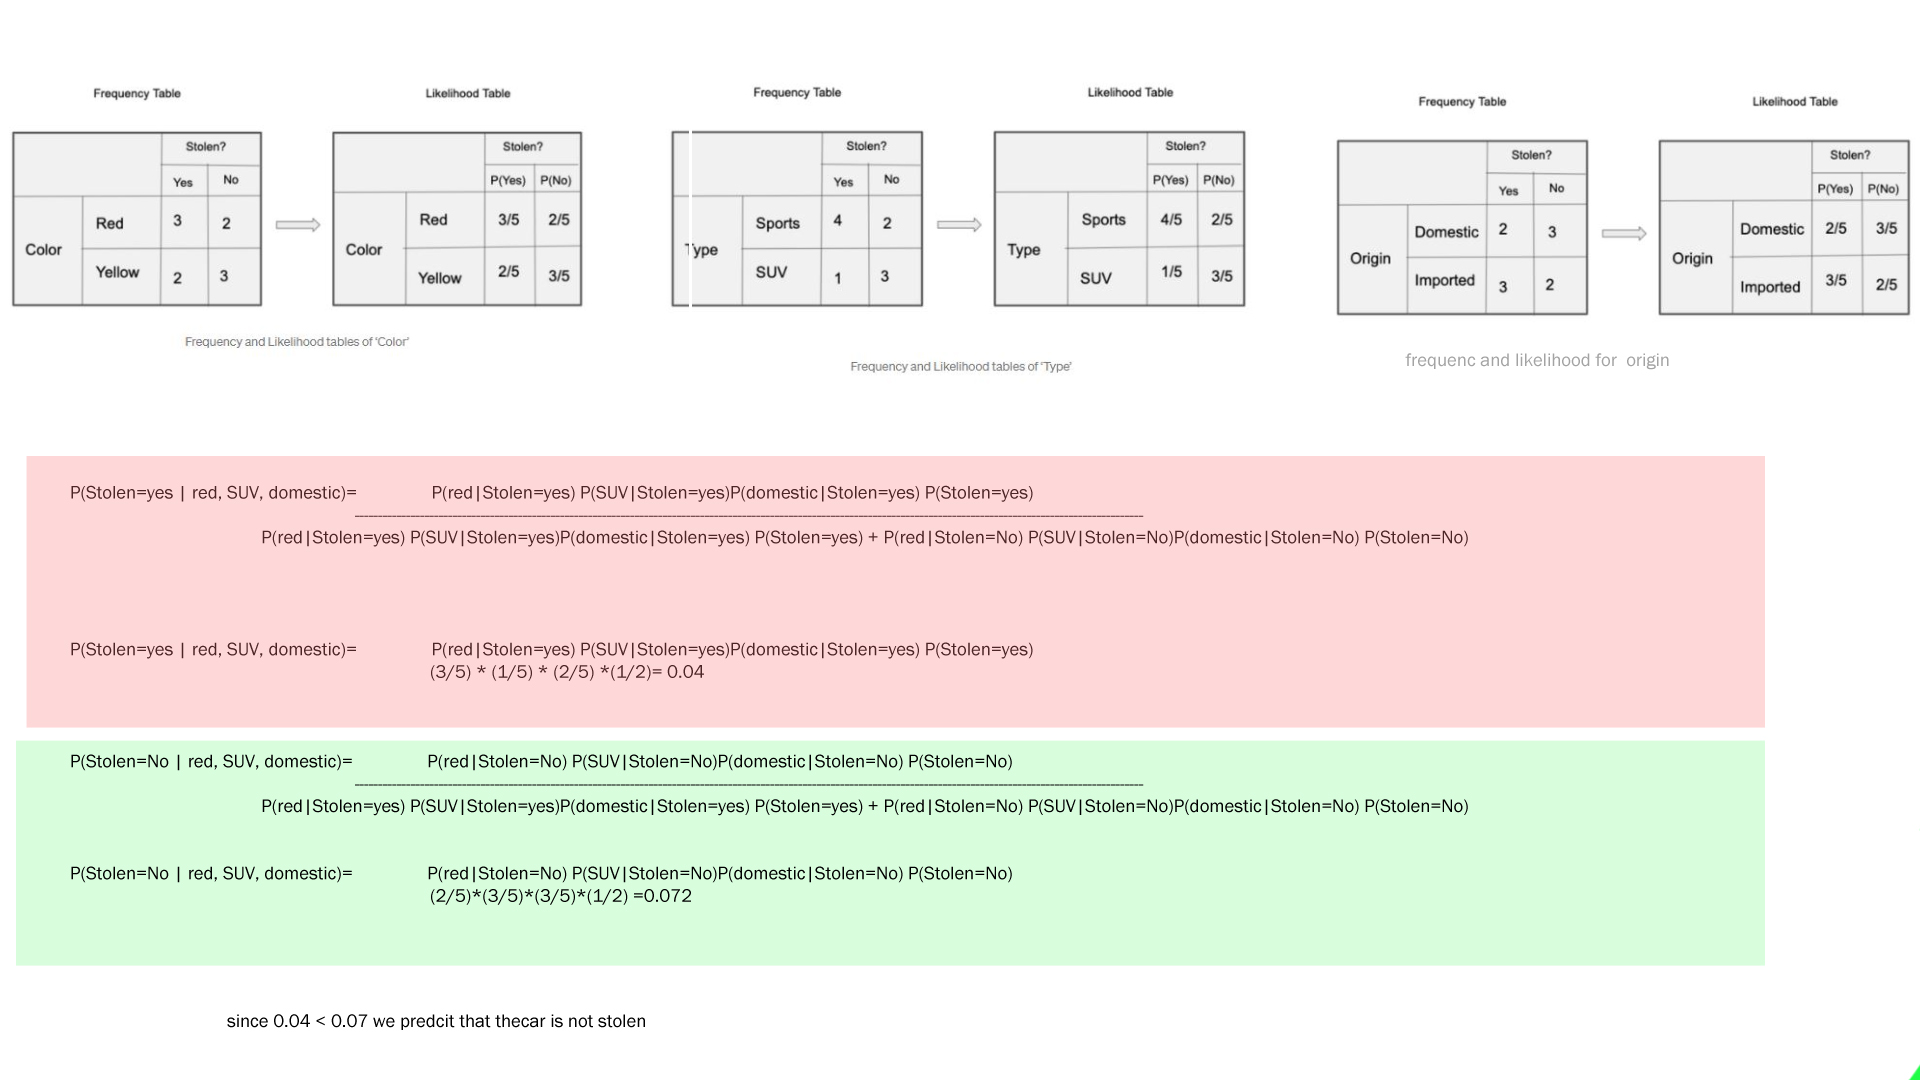 Frequency Table
Likelihood Table
Stolen?
Yes No
Color
Red 3 2
Yellow 2 3
Stolen?
P(Yes) P(No)
Color
Red 3/5 2/5
Yellow 2/5 3/5
Frequency and Likelihood tables of 'Color'
Frequency Table
Likelihood Table
Stolen?
Yes No
Type
Sports 4 2
SUV 1 3
Stolen?
P(Yes) P(No)
Type
Sports 4/5 2/5
SUV 1/5 3/5
Frequency and Likelihood tables of 'Type'
Frequency Table
Likelihood Table
Stolen?
Yes No
Origin
Domestic 2 3
Imported 3 2
Stolen?
P(Yes) P(No)
Origin
Domestic 2/5 3/5
Imported 3/5 2/5
frequenc and likelihood for origin
P(Stolen=yes | red, SUV, domestic)= P(red|Stolen=yes) P(SUV|Stolen=yes)P(domestic|Stolen=yes) P(Stolen=yes)
P(red|Stolen=yes) P(SUV|Stolen=yes)P(domestic|Stolen=yes) P(Stolen=yes) + P(red|Stolen=No) P(SUV|Stolen=No)P(domestic|Stolen=No) P(Stolen=No)
P(Stolen=yes | red, SUV, domestic)= P(red|Stolen=yes) P(SUV|Stolen=yes)P(domestic|Stolen=yes) P(Stolen=yes)
(3/5) * (1/5) * (2/5) *(1/2)= 0.04
P(Stolen=No | red, SUV, domestic)= P(red|Stolen=No) P(SUV|Stolen=No)P(domestic|Stolen=No) P(Stolen=No)
P(red|Stolen=yes) P(SUV|Stolen=yes)P(domestic|Stolen=yes) P(Stolen=yes) + P(red|Stolen=No) P(SUV|Stolen=No)P(domestic|Stolen=No) P(Stolen=No)
P(Stolen=No | red, SUV, domestic)= P(red|Stolen=No) P(SUV|Stolen=No)P(domestic|Stolen=No) P(Stolen=No)
(2/5)*(3/5)*(3/5)*(1/2) =0.072
since 0.04 < 0.07 we predcit that thecar is not stolen